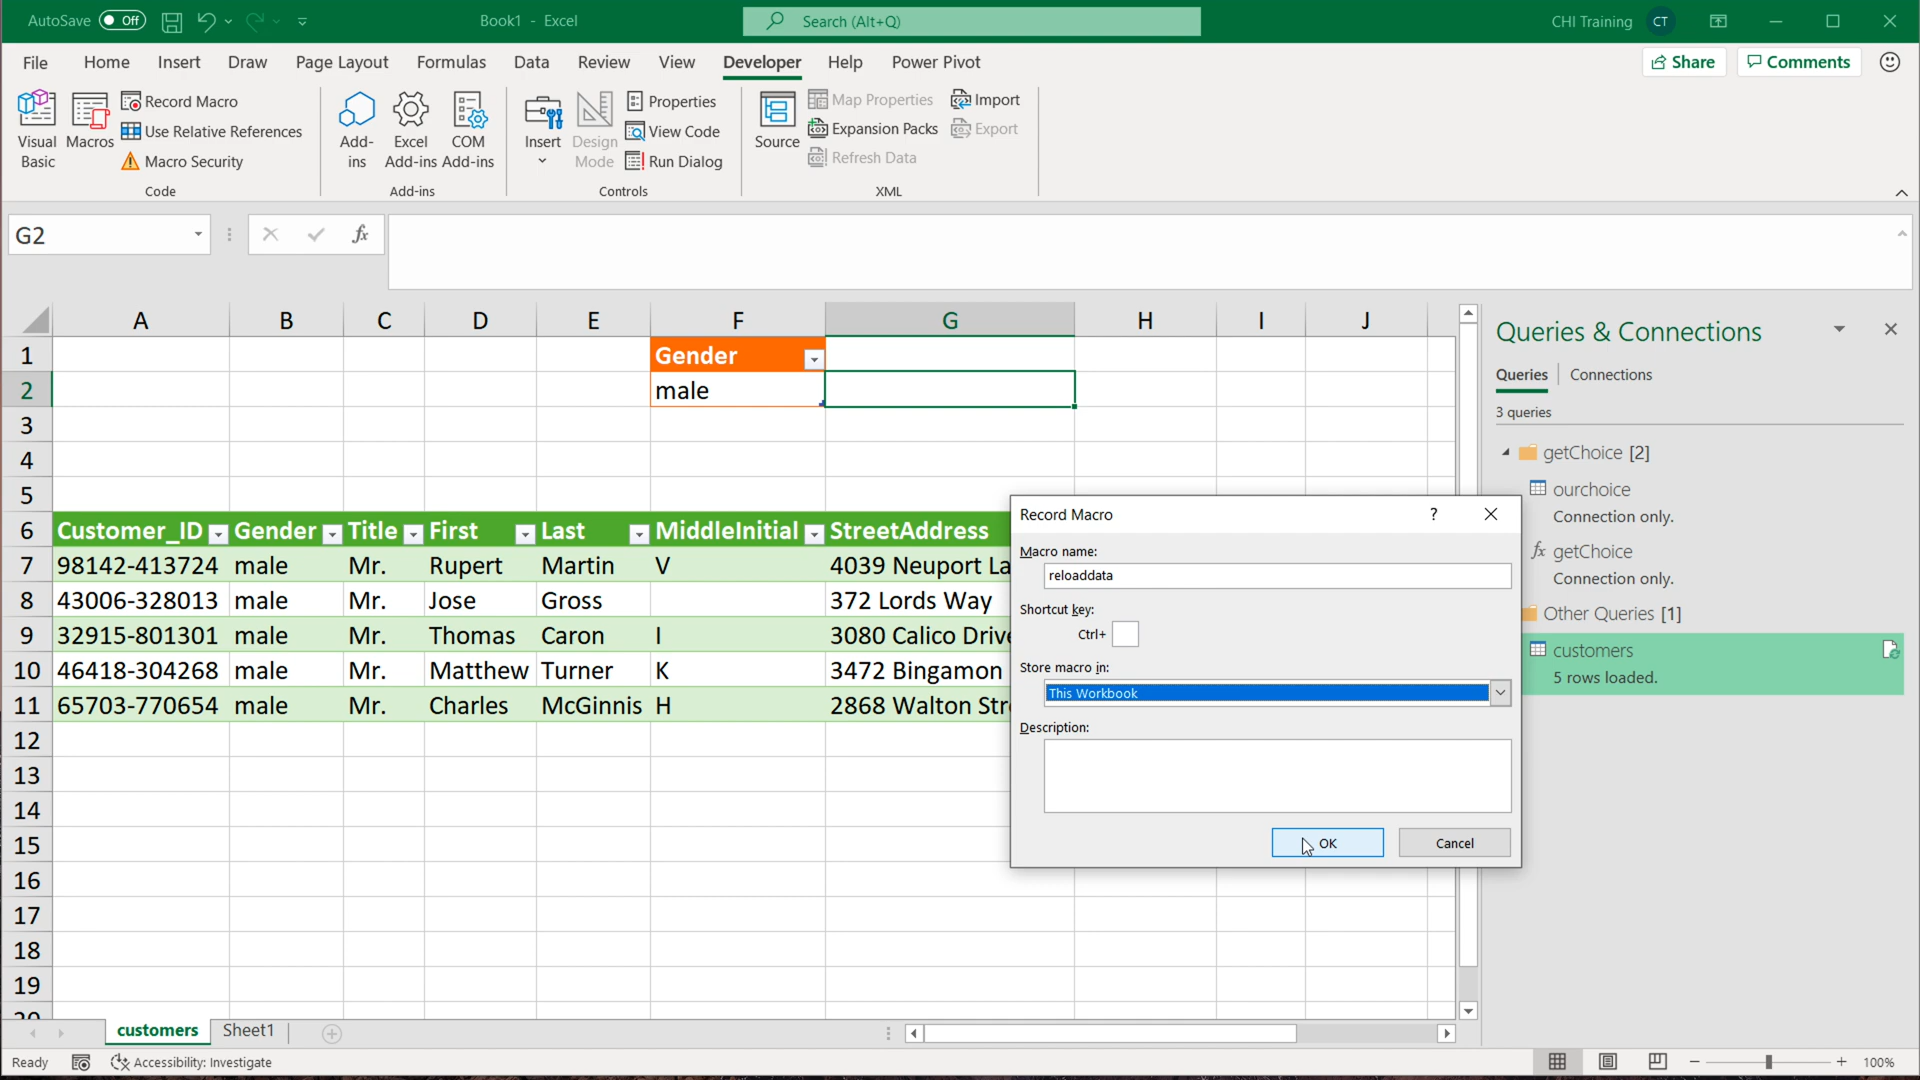 AutoSave Off Book1 - Excel Search (Alt+Q) CHI Training CT
File Home Insert Draw Page Layout Formulas Data Review View Developer Help Power Pivot Share Comments
Visual Basic
Macros
Record Macro
Use Relative References
Macro Security
Code
Add-ins
Excel Add-ins
COM Add-ins
Add-ins
Insert
Design Mode
Properties
View Code
Run Dialog
Controls
Source
Map Properties
Expansion Packs
Refresh Data
Import
Export
XML
G2 fx
A B C D E F G H I J
1 Gender
2 male
3
4
5
6 Customer_ID Gender Title First Last MiddleInitial StreetAddress
7 98142-413724 male Mr. Rupert Martin V 4039 Neuport La
8 43006-328013 male Mr. Jose Gross 372 Lords Way
9 32915-801301 male Mr. Thomas Caron I 3080 Calico Drive
10 46418-304268 male Mr. Matthew Turner K 3472 Bingamon
11 65703-770654 male Mr. Charles McGinnis H 2868 Walton Str
12
13
14
15
16
17
18
19
20
Record Macro ?
Macro name:
reloaddata
Shortcut key:
Ctrl+
Store macro in:
This Workbook
Description:
OK Cancel
Queries & Connections
Queries Connections
3 queries
getChoice [2]
ourchoice
Connection only.
fx getChoice
Connection only.
Other Queries [1]
customers
5 rows loaded.
customers Sheet1
Ready Accessibility: Investigate 100%